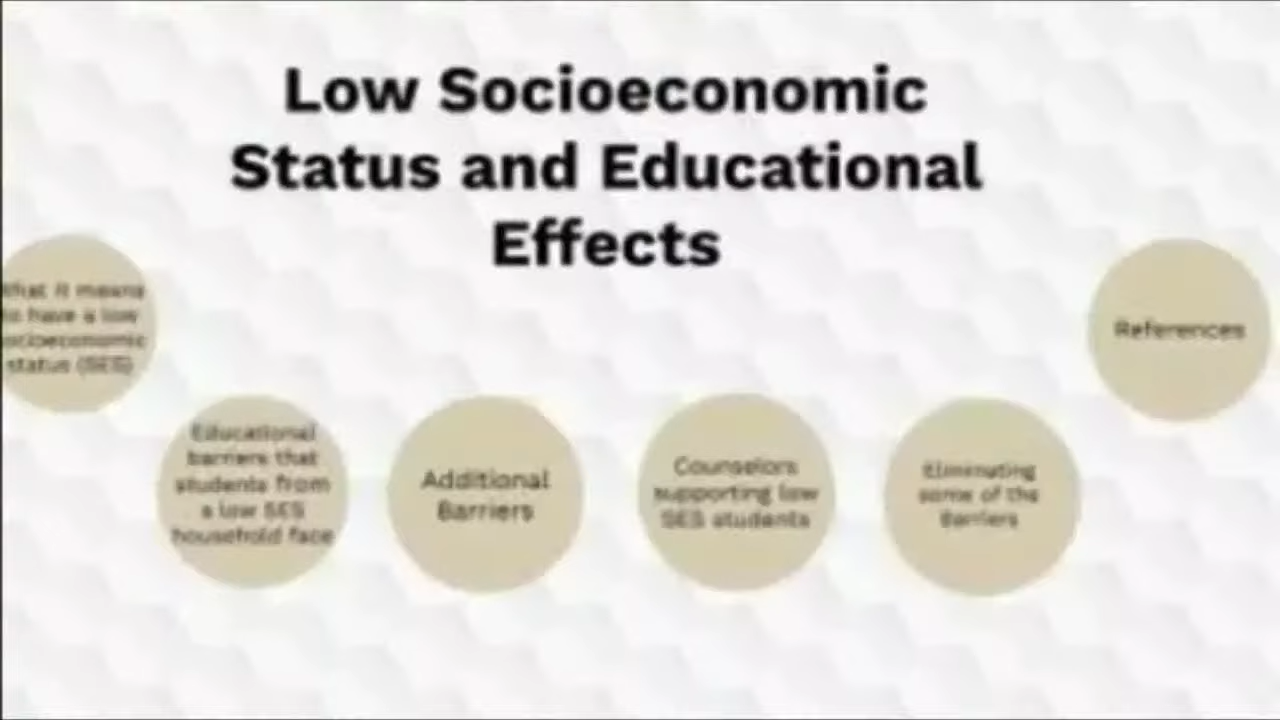 Low Socioeconomic
Status and Educational
Effects
What it means
to have a low
socioeconomic
status (SES)
Educational
barriers that
students from
a low SES
household face
Additional
Barriers
Counselors
supporting low
SES students
Eliminating
some of the
Barriers
References